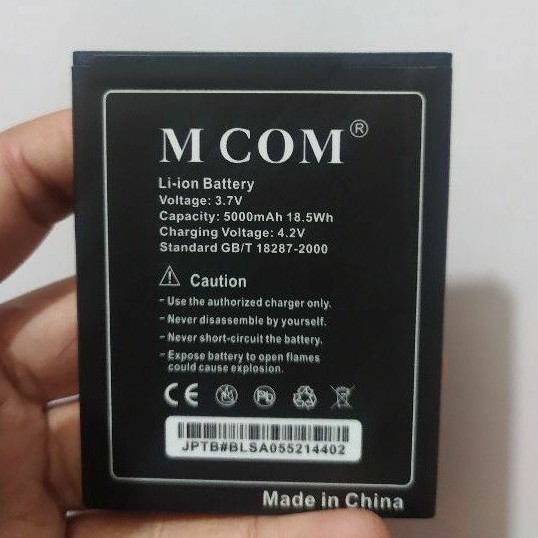 M COM®
Li-ion Battery
Voltage: 3.7V
Capacity: 5000mAh 18.5Wh
Charging Voltage: 4.2V
Standard GB/T 18287-2000
Caution
- Use the authorized charger only.
- Never disassemble by yourself.
- Never short-circuit the battery.
- Expose battery to open flames
could cause explosion.
CE Pb
JPTB#BLSA055214402
Made in China